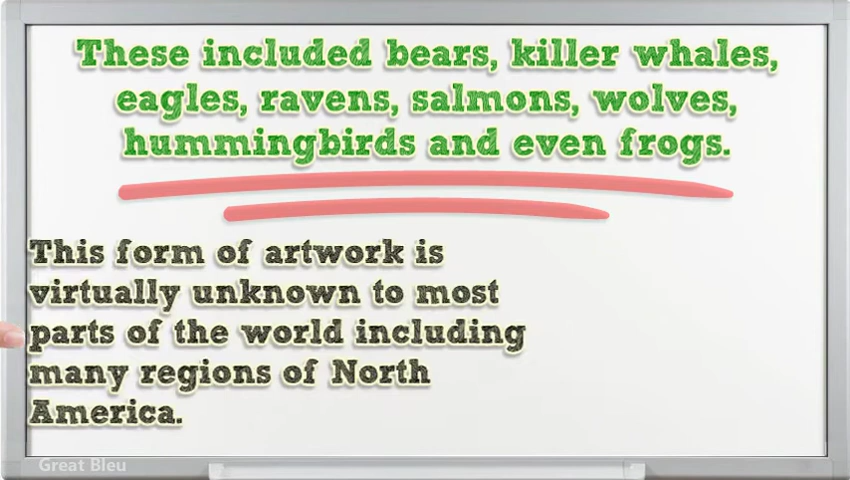 These included bears, killer whales,
eagles, ravens, salmons, wolves,
hummingbirds and even frogs.
This form of artwork is
virtually unknown to most
parts of the world including
many regions of North
America.
Great Bleu